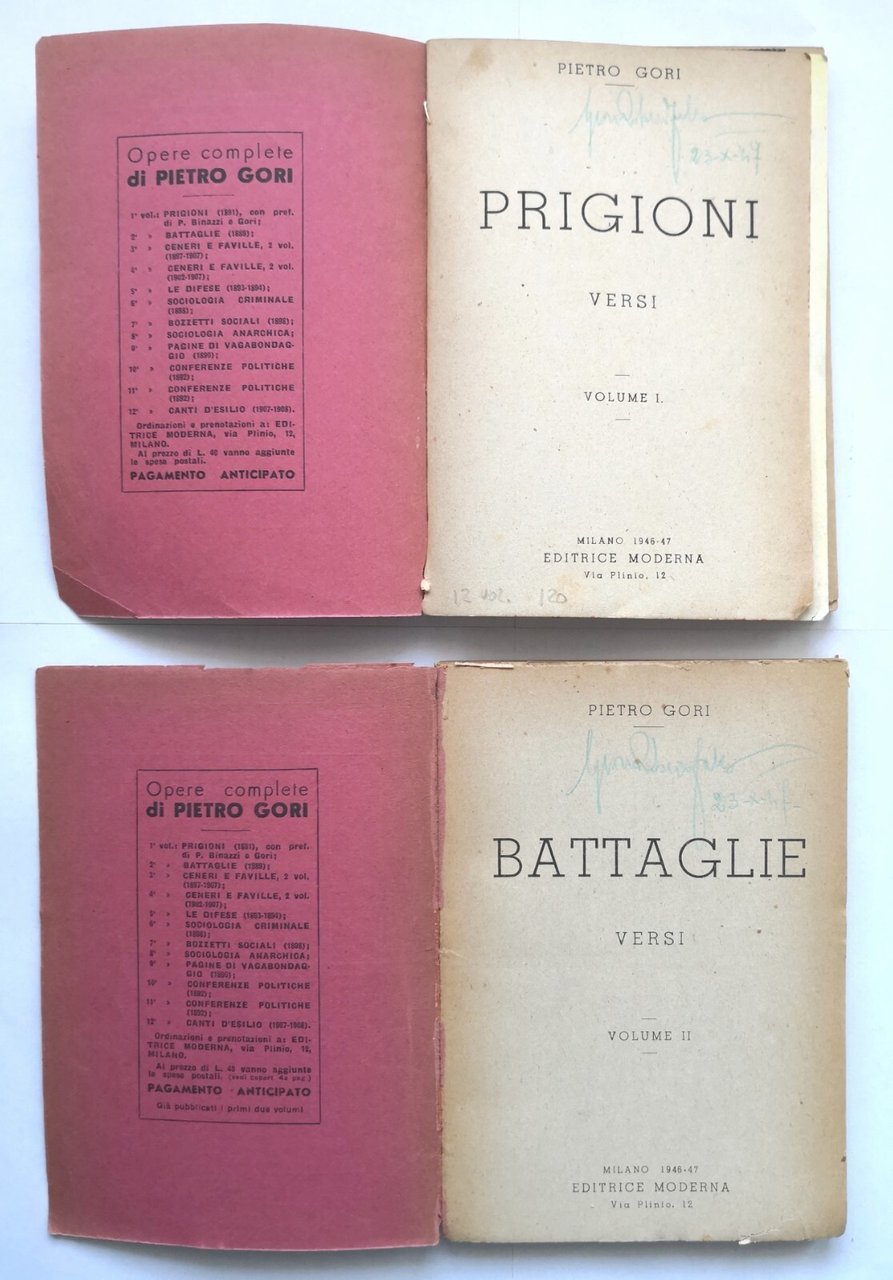 Opere complete
di PIETRO GORI
1° vol.: PRIGIONI (1891), con pref.
di P. Binazzi e Gori;
2° » BATTAGLIE (1889);
3° » CENERI E FAVILLE, 2 vol.
(1897-1907);
4° » CENERI E FAVILLE, 2 vol.
(1902-1907);
5° » LE DIFESE (1893-1894);
6° » SOCIOLOGIA CRIMINALE
(1888);
7° » BOZZETTI SOCIALI (1898);
8° » SOCIOLOGIA ANARCHICA;
9° » PAGINE DI VAGABONDAG-
GIO (1890);
10° » CONFERENZE POLITICHE
(1892);
11° » CONFERENZE POLITICHE
(1892);
12° » CANTI D'ESILIO (1907-1908).
Ordinazioni e prenotazioni a: EDI-
TRICE MODERNA, via Plinio, 12,
MILANO.
Al prezzo di L. 40 vanno aggiunte
le spese postali.
PAGAMENTO ANTICIPATO
PIETRO GORI
23-X-47
PRIGIONI
VERSI
VOLUME I.
MILANO 1946-47
EDITRICE MODERNA
Via Plinio, 12
12 vol. 120
Opere complete
di PIETRO GORI
1° vol.: PRIGIONI (1891), con pref.
di P. Binazzi e Gori;
2° » BATTAGLIE (1889);
3° » CENERI E FAVILLE, 2 vol.
(1897-1907);
4° » CENERI E FAVILLE, 2 vol.
(1902-1907);
5° » LE DIFESE (1893-1894);
6° » SOCIOLOGIA CRIMINALE
(1888);
7° » BOZZETTI SOCIALI (1898);
8° » SOCIOLOGIA ANARCHICA;
9° » PAGINE DI VAGABONDAG-
GIO (1890);
10° » CONFERENZE POLITICHE
(1892);
11° » CONFERENZE POLITICHE
(1892);
12° » CANTI D'ESILIO (1907-1908).
Ordinazioni e prenotazioni a: EDI-
TRICE MODERNA, via Plinio, 12,
MILANO.
Al prezzo di L. 40 vanno aggiunte
le spese postali. (vedi copert. 4a pag.)
PAGAMENTO ANTICIPATO
Già pubblicati i primi due volumi
PIETRO GORI
23-X-47
BATTAGLIE
VERSI
VOLUME II
MILANO 1946-47
EDITRICE MODERNA
Via Plinio, 12